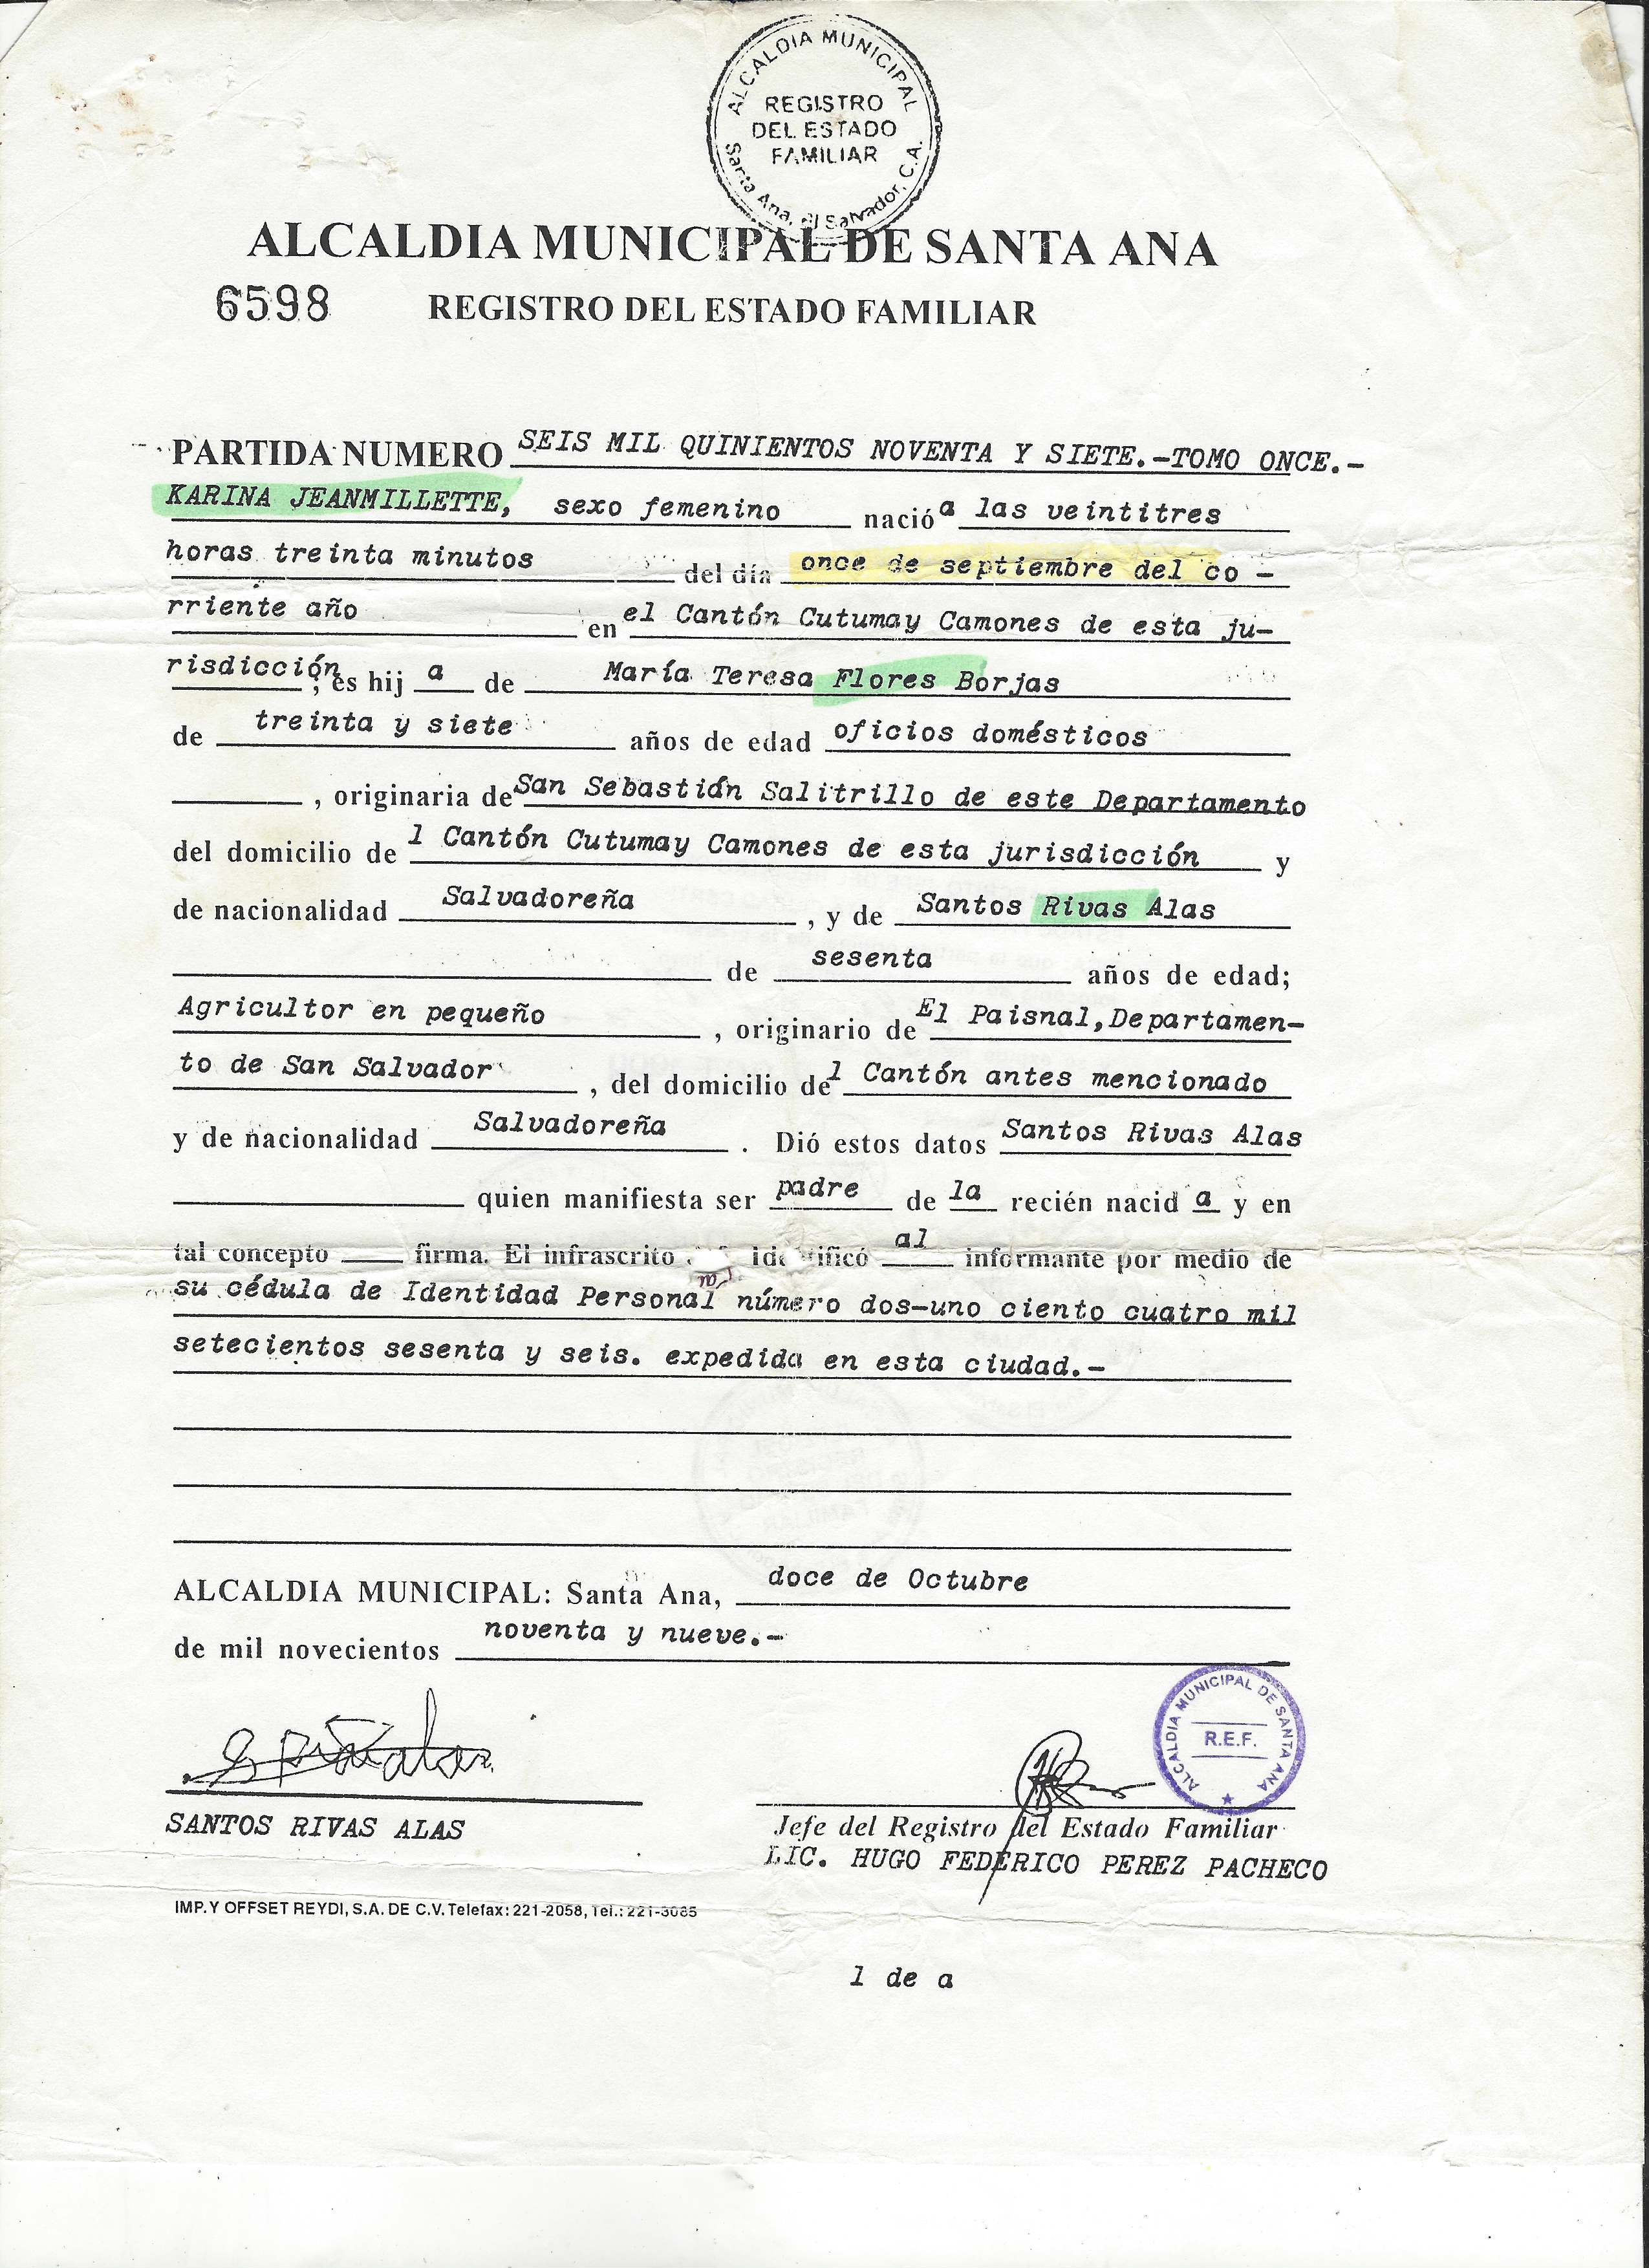 ALCALDIA MUNICIPAL
REGISTRO
DEL ESTADO
FAMILIAR
Santa Ana, El Salvador, C.A.
ALCALDIA MUNICIPAL DE SANTA ANA
6598 REGISTRO DEL ESTADO FAMILIAR
PARTIDA NUMERO SEIS MIL QUINIENTOS NOVENTA Y SIETE.-TOMO ONCE.-
KARINA JEANMILLETTE, sexo femenino nació a las veintitres
horas treinta minutos del día once de septiembre del co -
rriente año en el Cantón Cutumay Camones de esta ju-
risdicción, es hij a de María Teresa Flores Borjas
de treinta y siete años de edad oficios domésticos
, originaria de San Sebastián Salitrillo de este Departamento
del domicilio de l Cantón Cutumay Camones de esta jurisdicción y
de nacionalidad Salvadoreña, y de Santos Rivas Alas
de sesenta años de edad;
Agricultor en pequeño, originario de El Paisnal, Departamen-
to de San Salvador, del domicilio de l Cantón antes mencionado
y de nacionalidad Salvadoreña. Dió estos datos Santos Rivas Alas
quien manifiesta ser padre de la recién nacid a y en
tal concepto firma. El infrascrito identificó al informante por medio de
su cédula de Identidad Personal número dos-uno ciento cuatro mil
setecientos sesenta y seis. expedida en esta ciudad.-
ALCALDIA MUNICIPAL: Santa Ana, doce de Octubre
de mil novecientos noventa y nueve.-
ALCALDIA MUNICIPAL DE SANTA ANA
R.E.F.
SANTOS RIVAS ALAS
Jefe del Registro del Estado Familiar
LIC. HUGO FEDERICO PEREZ PACHECO
IMP. Y OFFSET REYDI, S.A. DE C.V. Telefax: 221-2058, Tel.: 221-3085
1 de a